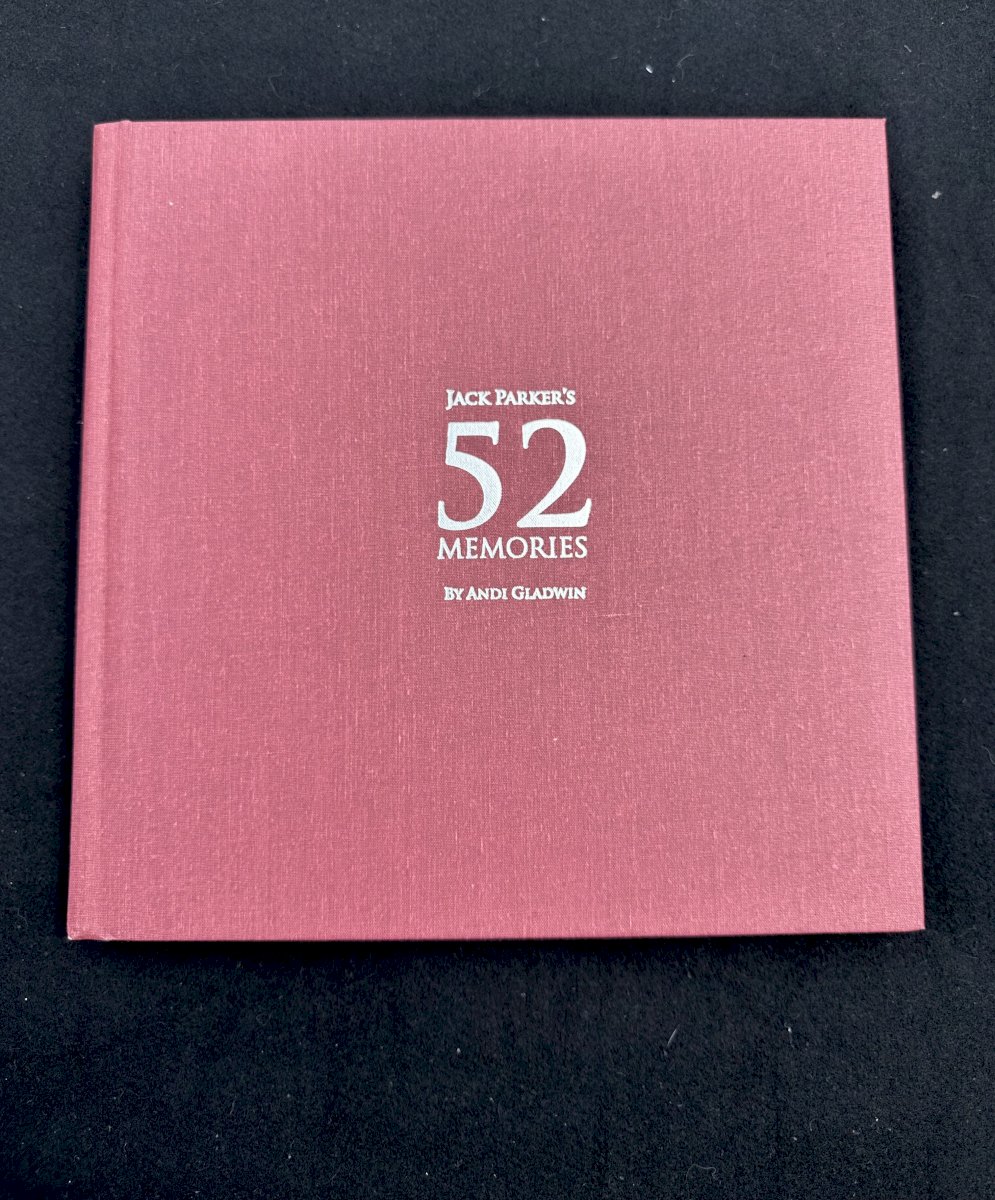 JACK PARKER'S
52
MEMORIES
BY ANDI GLADWIN